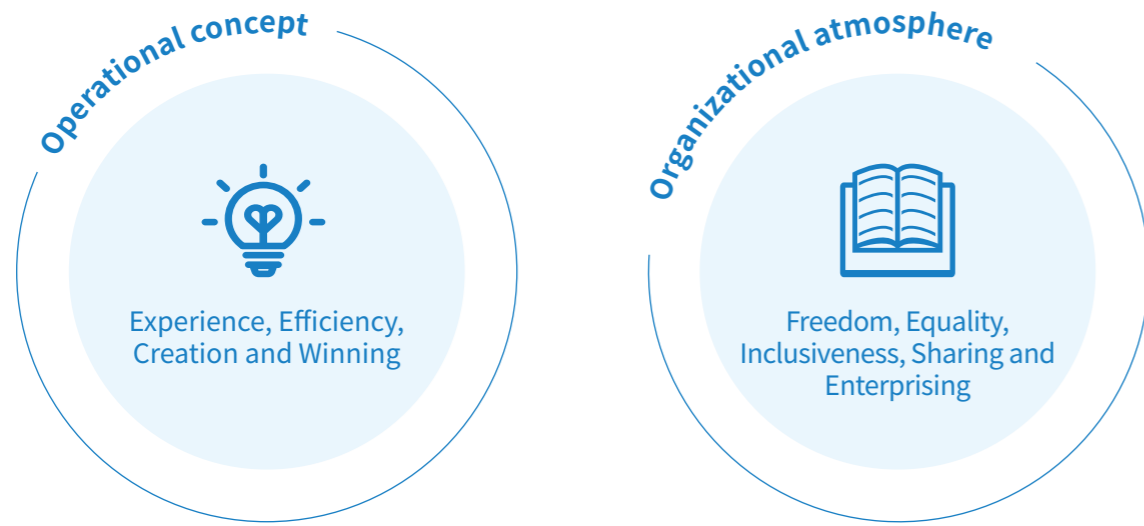 Operational concept
Experience, Efficiency,
Creation and Winning
Organizational atmosphere
Freedom, Equality,
Inclusiveness, Sharing and
Enterprising